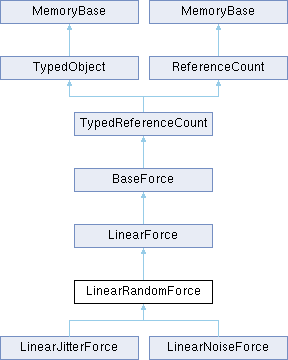 MemoryBase MemoryBase
TypedObject ReferenceCount
TypedReferenceCount
BaseForce
LinearForce
LinearRandomForce
LinearJitterForce LinearNoiseForce